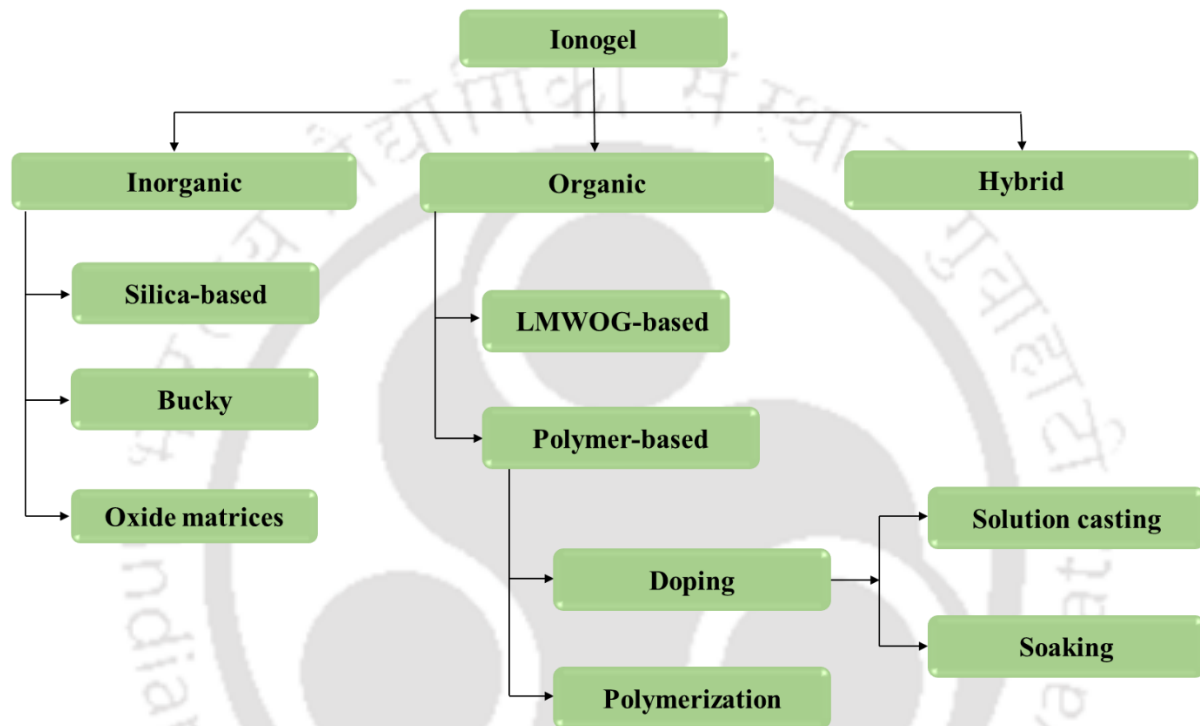 Ionogel
Inorganic
Organic
Hybrid
Silica-based
LMWOG-based
Bucky
Polymer-based
Oxide matrices
Solution casting
Doping
Soaking
Polymerization